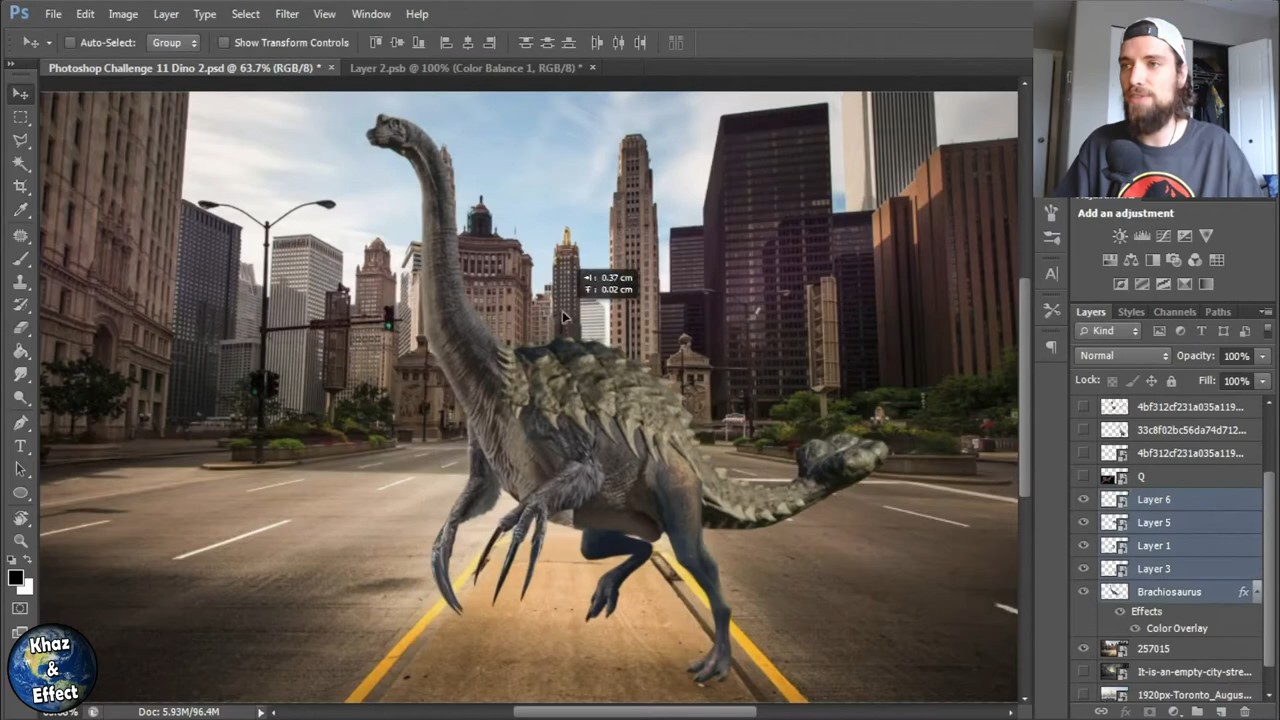 Ps File Edit Image Layer Type Select Filter View Window Help
Auto-Select: Group Show Transform Controls
Photoshop Challenge 11 Dino 2.psd @ 63.7% (RGB/8) * × Layer 2.psb @ 100% (Color Balance 1, RGB/8) * ×
Add an adjustment
: 0.37 cm
: 0.02 cm
Layers Styles Channels Paths
Kind
Normal Opacity: 100%
Lock: Fill: 100%
4bf312cf231a035a119...
33c8f02bc56da74d712...
4bf312cf231a035a119...
Q
Layer 6
Layer 5
Layer 1
Layer 3
Brachiosaurus fx
Effects
Color Overlay
257015
It-is-an-empty-city-stre...
1920px-Toronto_Augus...
Khaz
&
Effect
Doc: 5.93M/96.4M